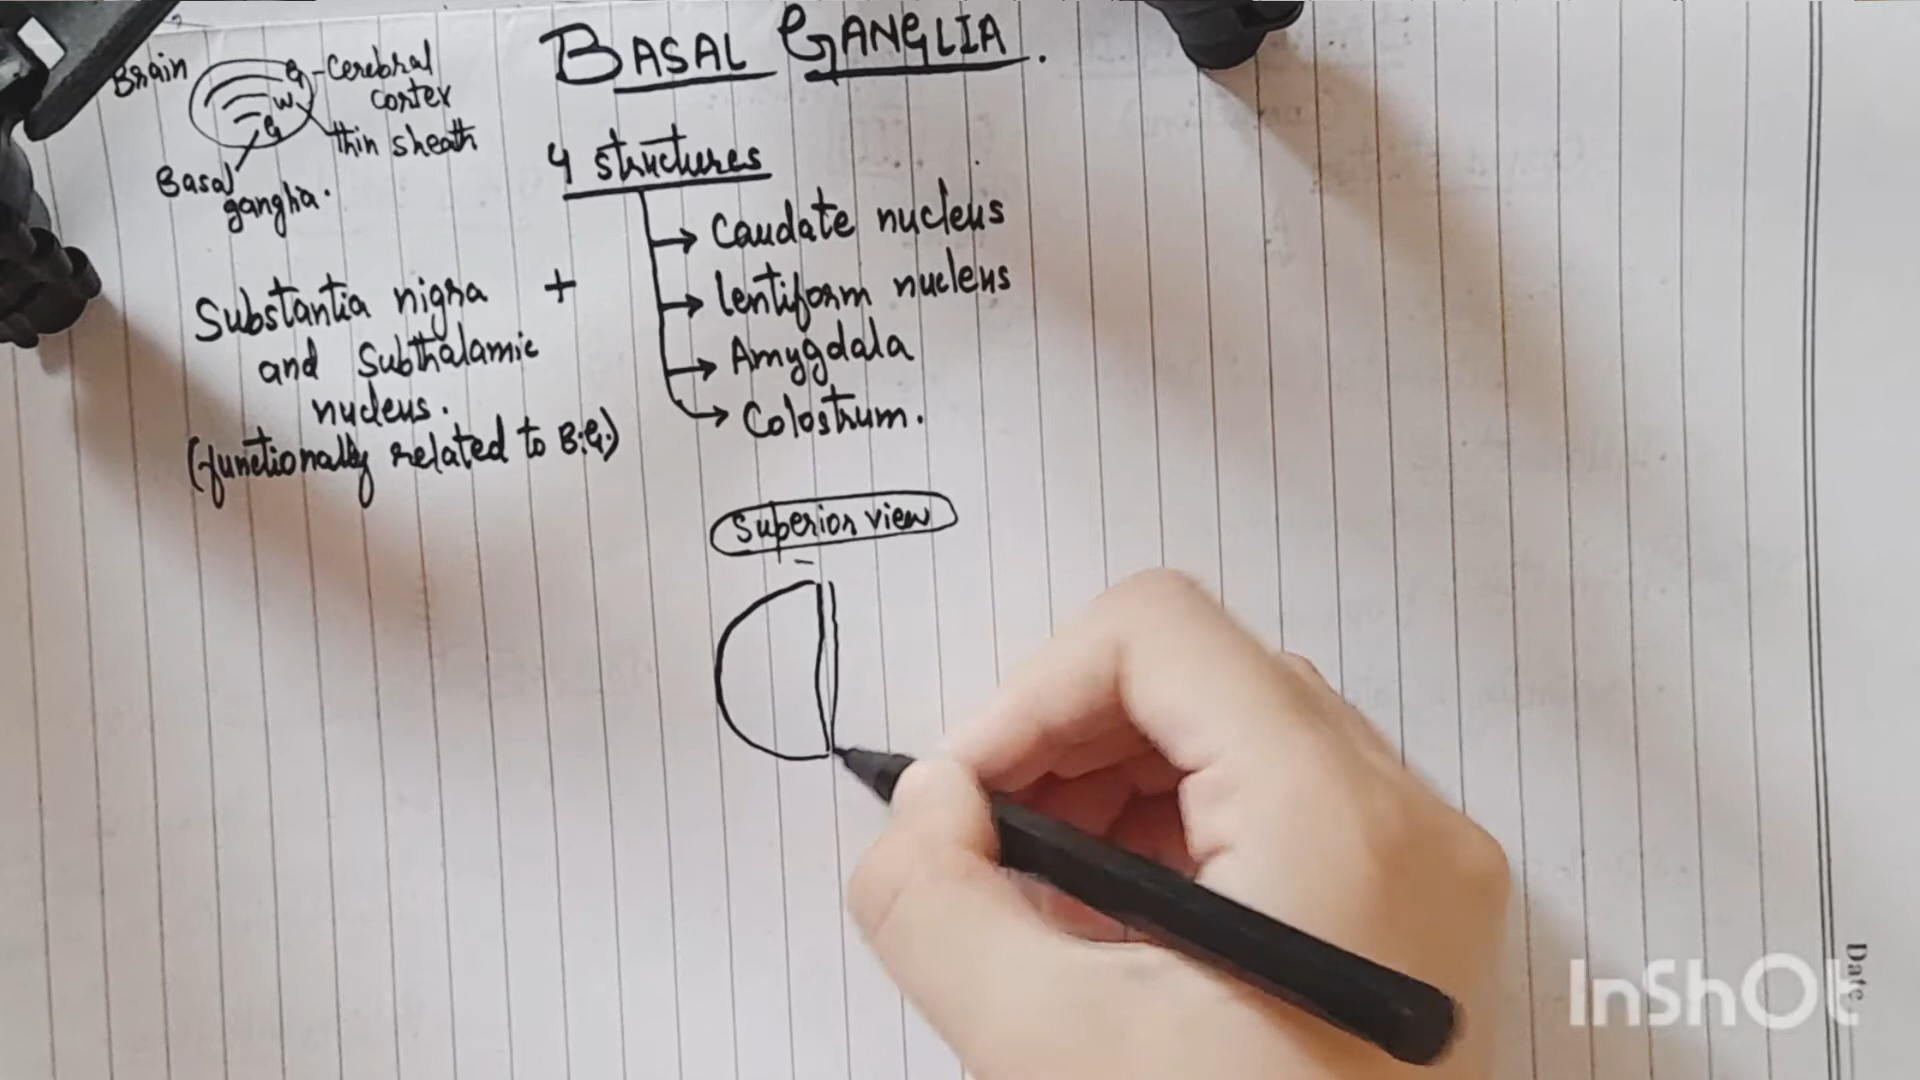 BASAL GANGLIA.
Brain
G - Cerebral
cortex
W
thin sheath
G
Basal
ganglia.
4 structures
Caudate nucleus
lentiform nucleus
Amygdala
Colostrum.
Substantia nigra +
and Subthalamic
nucleus.
(functionally related to B.G.)
Superior view
InShOt
Date